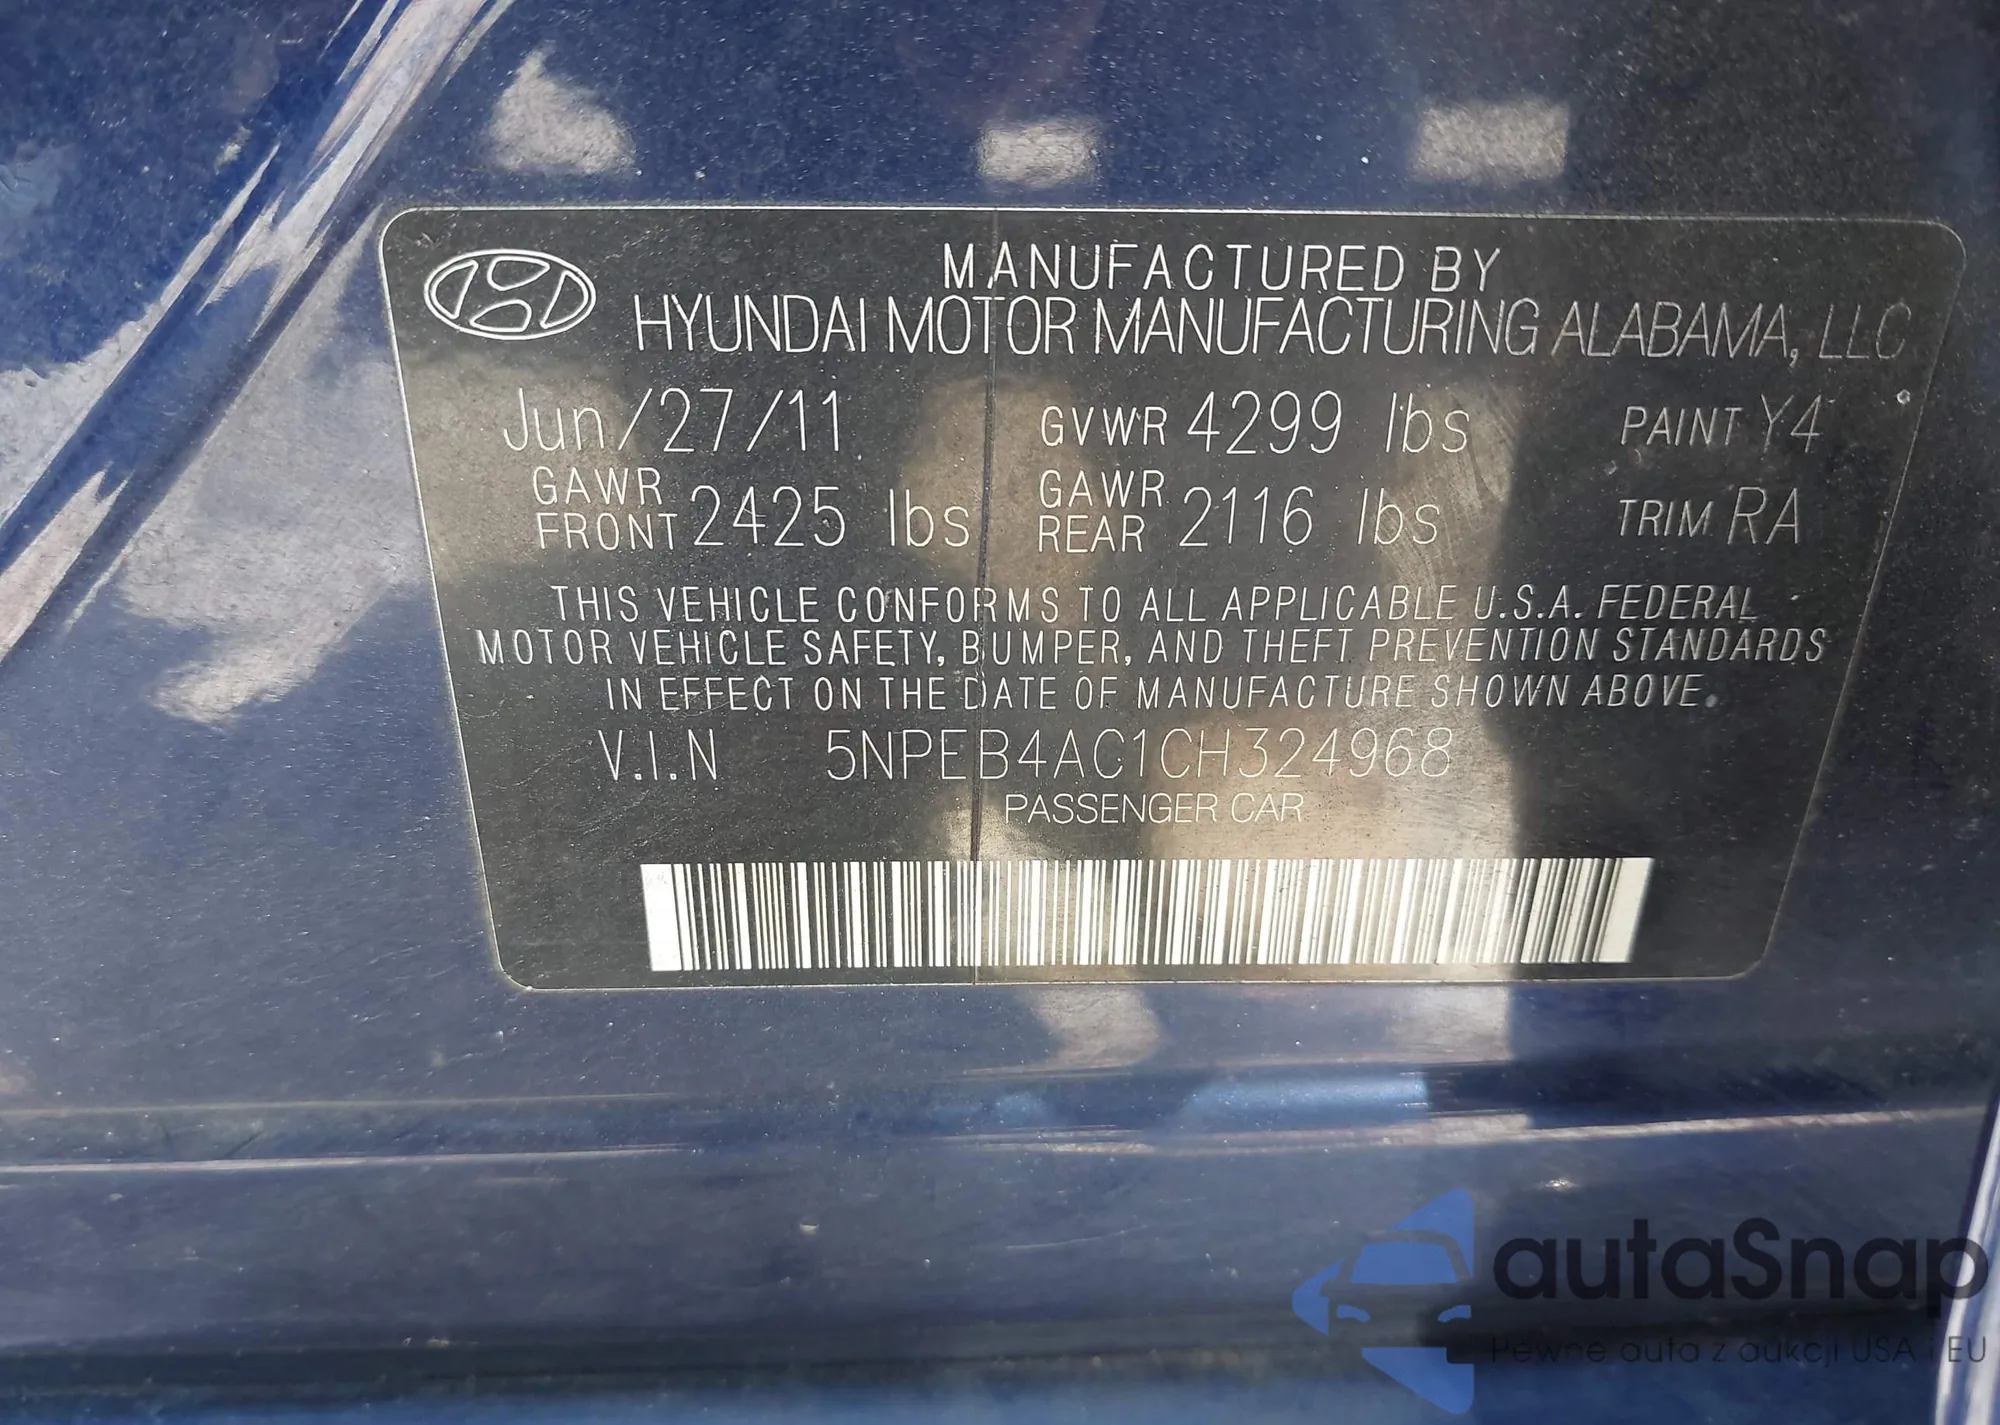 MANUFACTURED BY
HYUNDAI MOTOR MANUFACTURING ALABAMA, LLC
Jun/27/11 GVWR 4299 lbs PAINT Y4
GAWR FRONT 2425 lbs GAWR REAR 2116 lbs TRIM RA
THIS VEHICLE CONFORMS TO ALL APPLICABLE U.S.A. FEDERAL
MOTOR VEHICLE SAFETY, BUMPER, AND THEFT PREVENTION STANDARDS
IN EFFECT ON THE DATE OF MANUFACTURE SHOWN ABOVE.
V.I.N 5NPEB4AC1CH324968
PASSENGER CAR
autaSnap
Pewne auta z aukcji USA i EU